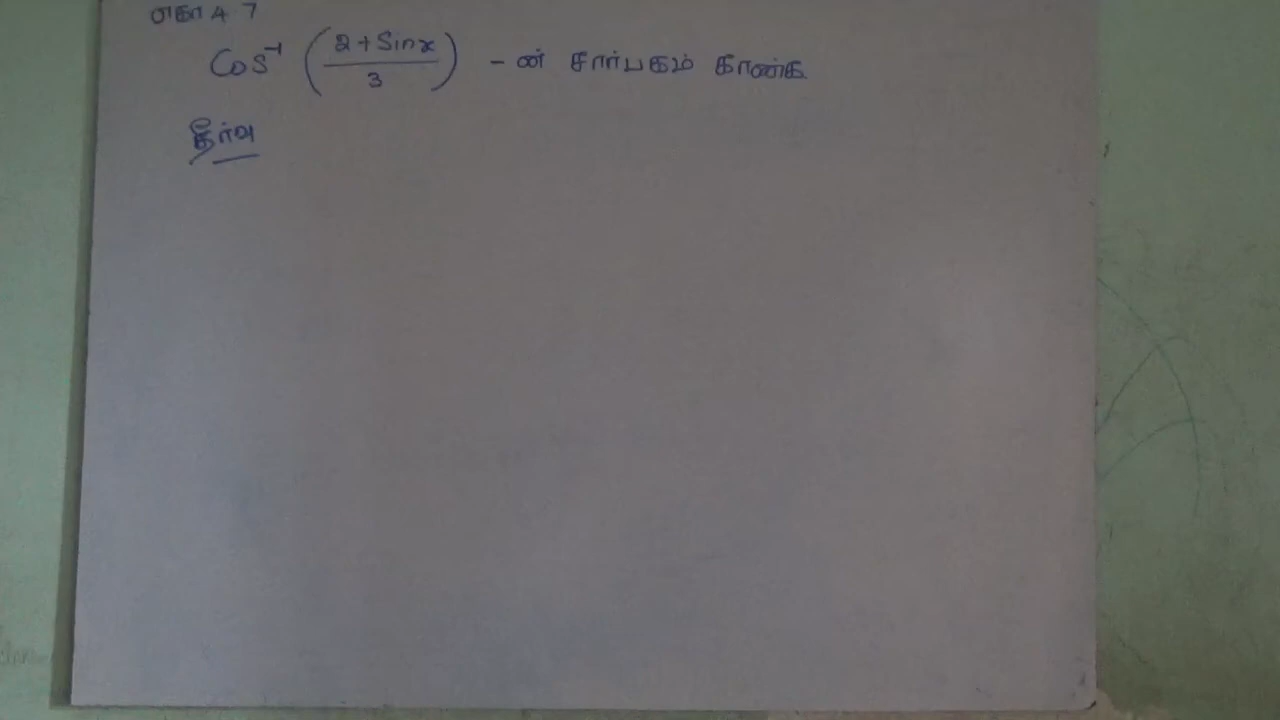 எகா 4 7
Cos⁻¹ (2 + Sinx / 3) - ன் சார்பகம் காண்க
தீர்வு